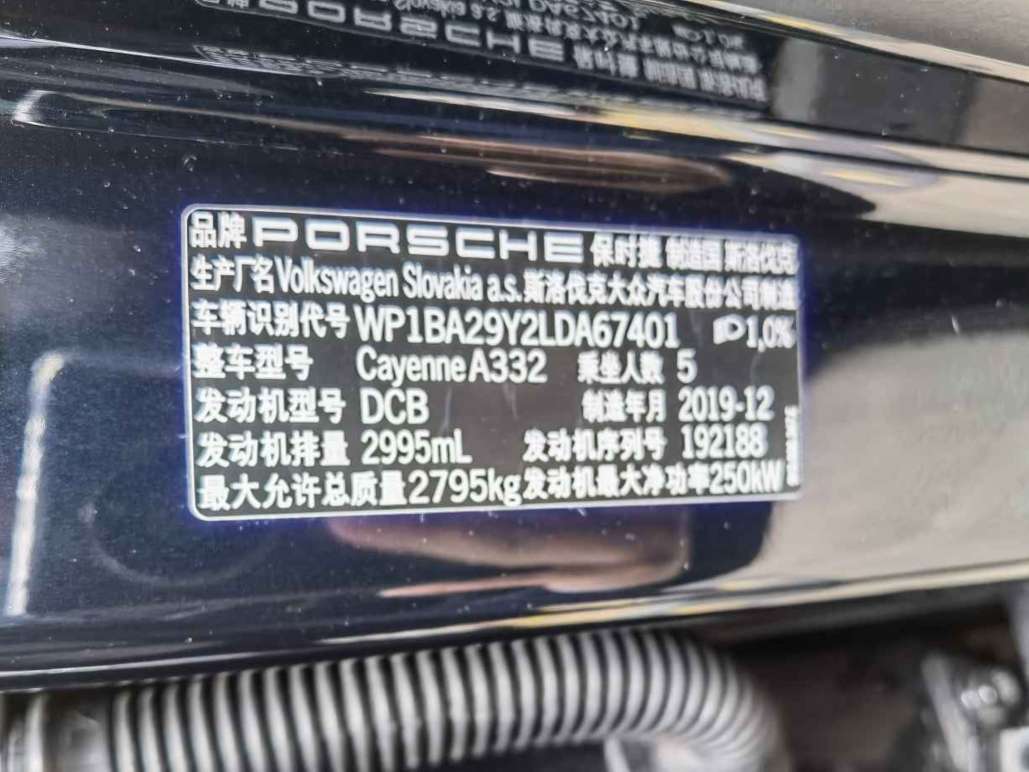 品牌 PORSCHE 保时捷 制造国 斯洛伐克
生产厂名 Volkswagen Slovakia a.s. 斯洛伐克大众汽车股份公司制造
车辆识别代号 WP1BA29Y2LDA67401 1,0%
整车型号 Cayenne A332 乘坐人数 5
发动机型号 DCB 制造年月 2019-12
发动机排量 2995mL 发动机序列号 192188
最大允许总质量 2795kg 发动机最大净功率 250kW